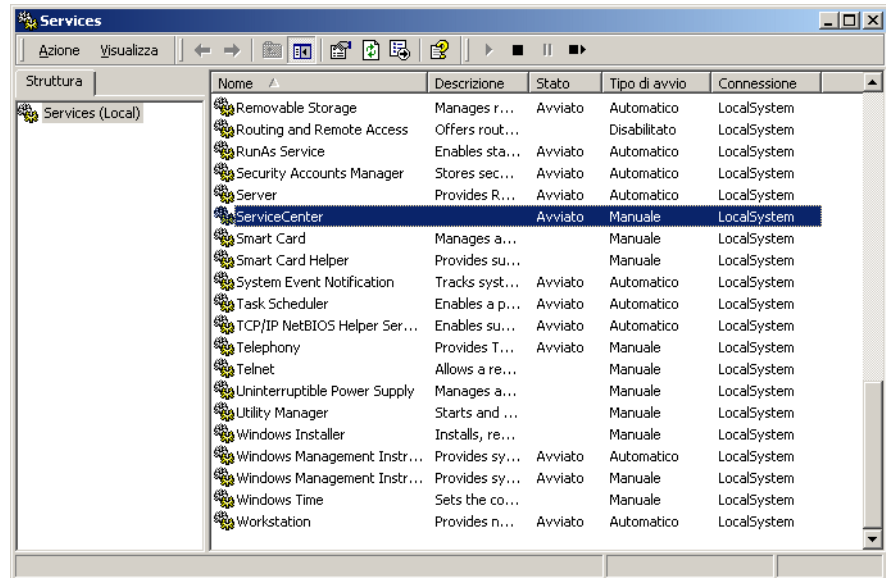 Services
Azione Visualizza
Struttura
Services (Local)
Nome Descrizione Stato Tipo di avvio Connessione
Removable Storage Manages r... Avviato Automatico LocalSystem
Routing and Remote Access Offers rout... Disabilitato LocalSystem
RunAs Service Enables sta... Avviato Automatico LocalSystem
Security Accounts Manager Stores sec... Avviato Automatico LocalSystem
Server Provides R... Avviato Automatico LocalSystem
ServiceCenter Avviato Manuale LocalSystem
Smart Card Manages a... Manuale LocalSystem
Smart Card Helper Provides su... Manuale LocalSystem
System Event Notification Tracks syst... Avviato Automatico LocalSystem
Task Scheduler Enables a p... Avviato Automatico LocalSystem
TCP/IP NetBIOS Helper Ser... Enables su... Avviato Automatico LocalSystem
Telephony Provides T... Avviato Manuale LocalSystem
Telnet Allows a re... Manuale LocalSystem
Uninterruptible Power Supply Manages a... Manuale LocalSystem
Utility Manager Starts and ... Manuale LocalSystem
Windows Installer Installs, re... Manuale LocalSystem
Windows Management Instr... Provides sy... Avviato Automatico LocalSystem
Windows Management Instr... Provides sy... Avviato Manuale LocalSystem
Windows Time Sets the co... Manuale LocalSystem
Workstation Provides n... Avviato Automatico LocalSystem